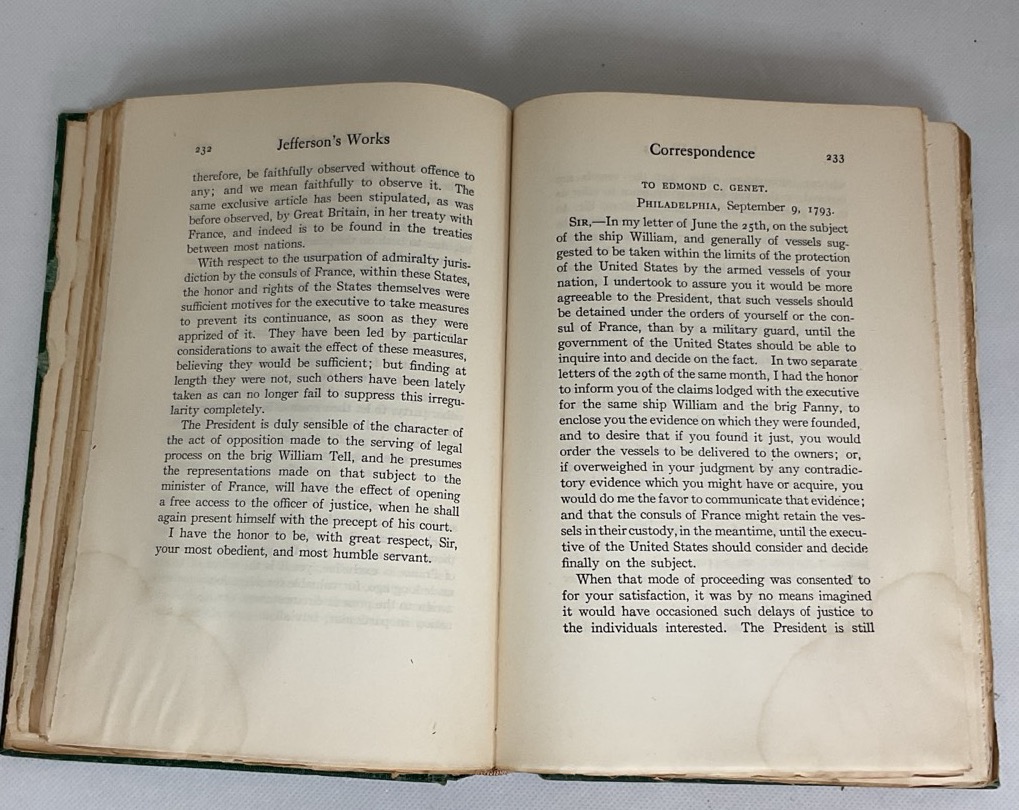 232
Jefferson's Works
therefore, be faithfully observed without offence to
any; and we mean faithfully to observe it. The
same exclusive article has been stipulated, as was
before observed, by Great Britain, in her treaty with
France, and indeed is to be found in the treaties
between most nations.
With respect to the usurpation of admiralty juris-
diction by the consuls of France, within these States,
the honor and rights of the States themselves were
sufficient motives for the executive to take measures
to prevent its continuance, as soon as they were
apprized of it. They have been led by particular
considerations to await the effect of these measures,
believing they would be sufficient; but finding at
length they were not, such others have been lately
taken as can no longer fail to suppress this irregu-
larity completely.
The President is duly sensible of the character of
the act of opposition made to the serving of legal
process on the brig William Tell, and he presumes
the representations made on that subject to the
minister of France, will have the effect of opening
a free access to the officer of justice, when he shall
again present himself with the precept of his court.
I have the honor to be, with great respect, Sir,
your most obedient, and most humble servant.
Correspondence
233
TO EDMOND C. GENET.
PHILADELPHIA, September 9, 1793.
SIR,—In my letter of June the 25th, on the subject
of the ship William, and generally of vessels sug-
gested to be taken within the limits of the protection
of the United States by the armed vessels of your
nation, I undertook to assure you it would be more
agreeable to the President, that such vessels should
be detained under the orders of yourself or the con-
sul of France, than by a military guard, until the
government of the United States should be able to
inquire into and decide on the fact. In two separate
letters of the 29th of the same month, I had the honor
to inform you of the claims lodged with the executive
for the same ship William and the brig Fanny, to
enclose you the evidence on which they were founded,
and to desire that if you found it just, you would
order the vessels to be delivered to the owners; or,
if overweighed in your judgment by any contradic-
tory evidence which you might have or acquire, you
would do me the favor to communicate that evidence;
and that the consuls of France might retain the ves-
sels in their custody, in the meantime, until the execu-
tive of the United States should consider and decide
finally on the subject.
When that mode of proceeding was consented to
for your satisfaction, it was by no means imagined
it would have occasioned such delays of justice to
the individuals interested. The President is still